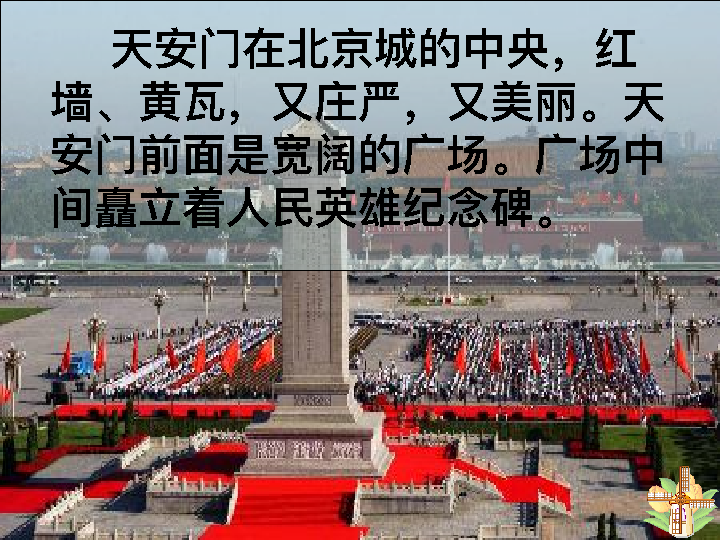 天安门在北京城的中央，红
墙、黄瓦，又庄严，又美丽。天
安门前面是宽阔的广场。广场中
间矗立着人民英雄纪念碑。